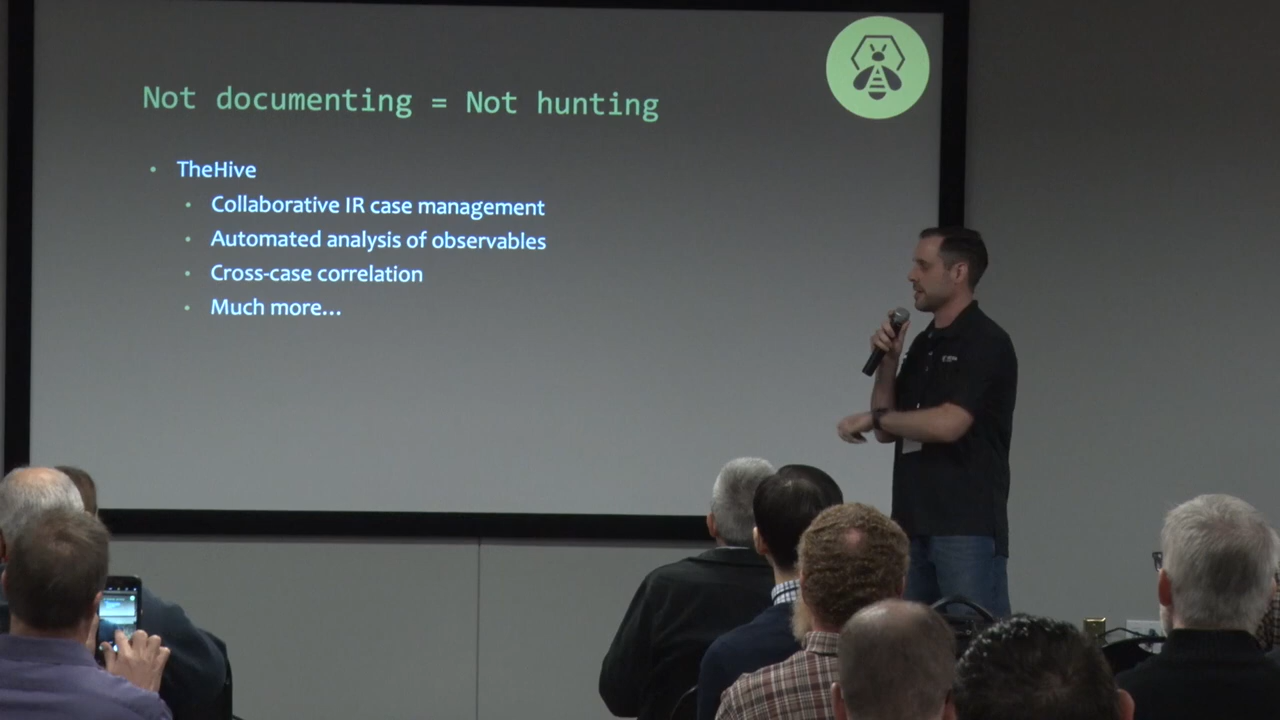 Not documenting = Not hunting
• TheHive
• Collaborative IR case management
• Automated analysis of observables
• Cross-case correlation
• Much more...